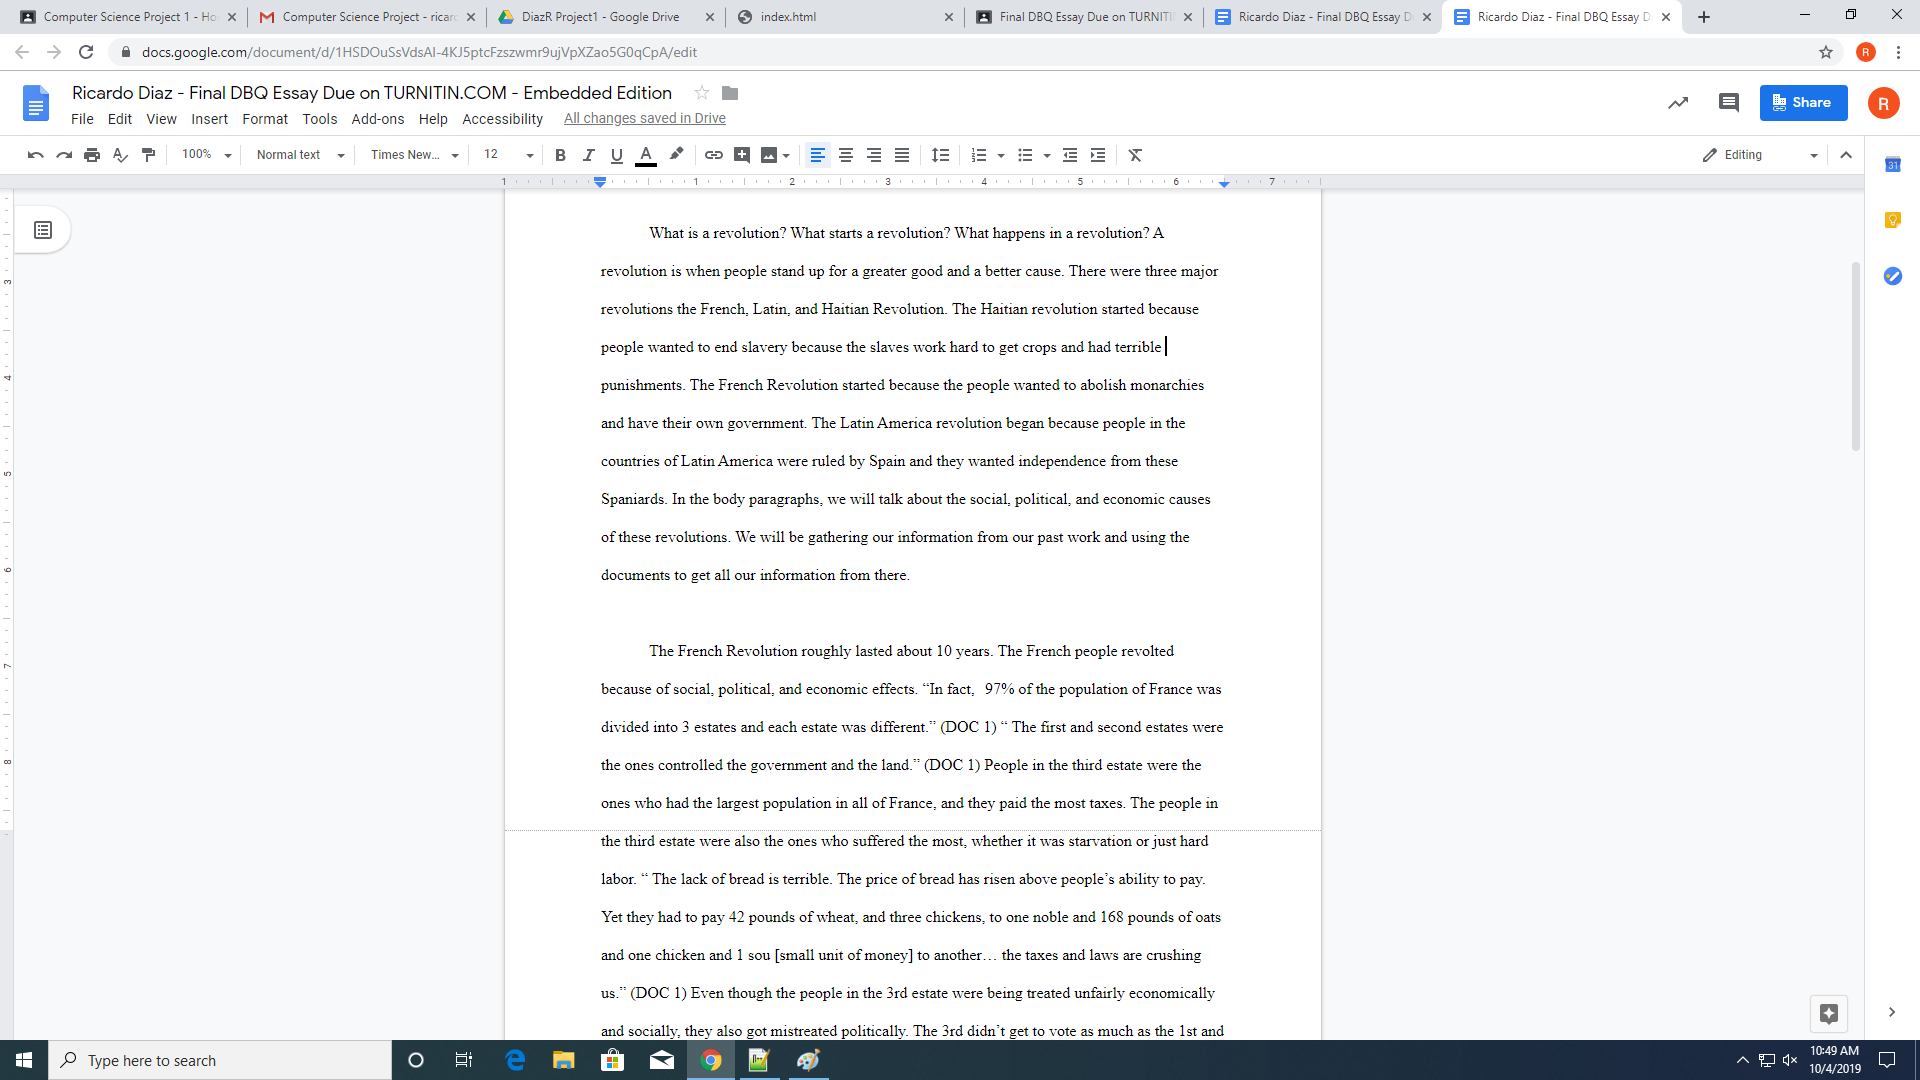 Computer Science Project 1 - Ho
Computer Science Project - ricar
DiazR Project1 - Google Drive
index.html
Final DBQ Essay Due on TURNITI
Ricardo Diaz - Final DBQ Essay D
Ricardo Diaz - Final DBQ Essay D
docs.google.com/document/d/1HSDOuSsVdsAI-4KJ5ptcFzszwmr9ujVpXZao5G0qCpA/edit
R
Ricardo Diaz - Final DBQ Essay Due on TURNITIN.COM - Embedded Edition
Share
R
File Edit View Insert Format Tools Add-ons Help Accessibility All changes saved in Drive
100% Normal text Times New... 12 B I U A Editing
31
1 1 2 3 4 5 6 7
3
4
5
6
7
8
What is a revolution? What starts a revolution? What happens in a revolution? A
revolution is when people stand up for a greater good and a better cause. There were three major
revolutions the French, Latin, and Haitian Revolution. The Haitian revolution started because
people wanted to end slavery because the slaves work hard to get crops and had terrible
punishments. The French Revolution started because the people wanted to abolish monarchies
and have their own government. The Latin America revolution began because people in the
countries of Latin America were ruled by Spain and they wanted independence from these
Spaniards. In the body paragraphs, we will talk about the social, political, and economic causes
of these revolutions. We will be gathering our information from our past work and using the
documents to get all our information from there.
The French Revolution roughly lasted about 10 years. The French people revolted
because of social, political, and economic effects. “In fact,  97% of the population of France was
divided into 3 estates and each estate was different.” (DOC 1) “ The first and second estates were
the ones controlled the government and the land.” (DOC 1) People in the third estate were the
ones who had the largest population in all of France, and they paid the most taxes. The people in
the third estate were also the ones who suffered the most, whether it was starvation or just hard
labor. “ The lack of bread is terrible. The price of bread has risen above people’s ability to pay.
Yet they had to pay 42 pounds of wheat, and three chickens, to one noble and 168 pounds of oats
and one chicken and 1 sou [small unit of money] to another… the taxes and laws are crushing
us.” (DOC 1) Even though the people in the 3rd estate were being treated unfairly economically
and socially, they also got mistreated politically. The 3rd didn’t get to vote as much as the 1st and
Type here to search
10:49 AM
10/4/2019